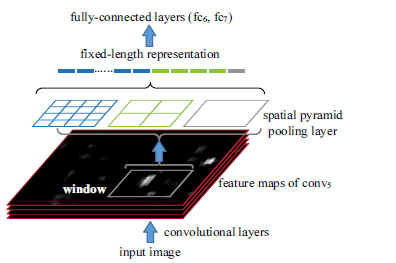 fully-connected layers (fc₆, fc₇)
fixed-length representation
......
spatial pyramid
pooling layer
window
feature maps of conv₅
convolutional layers
input image